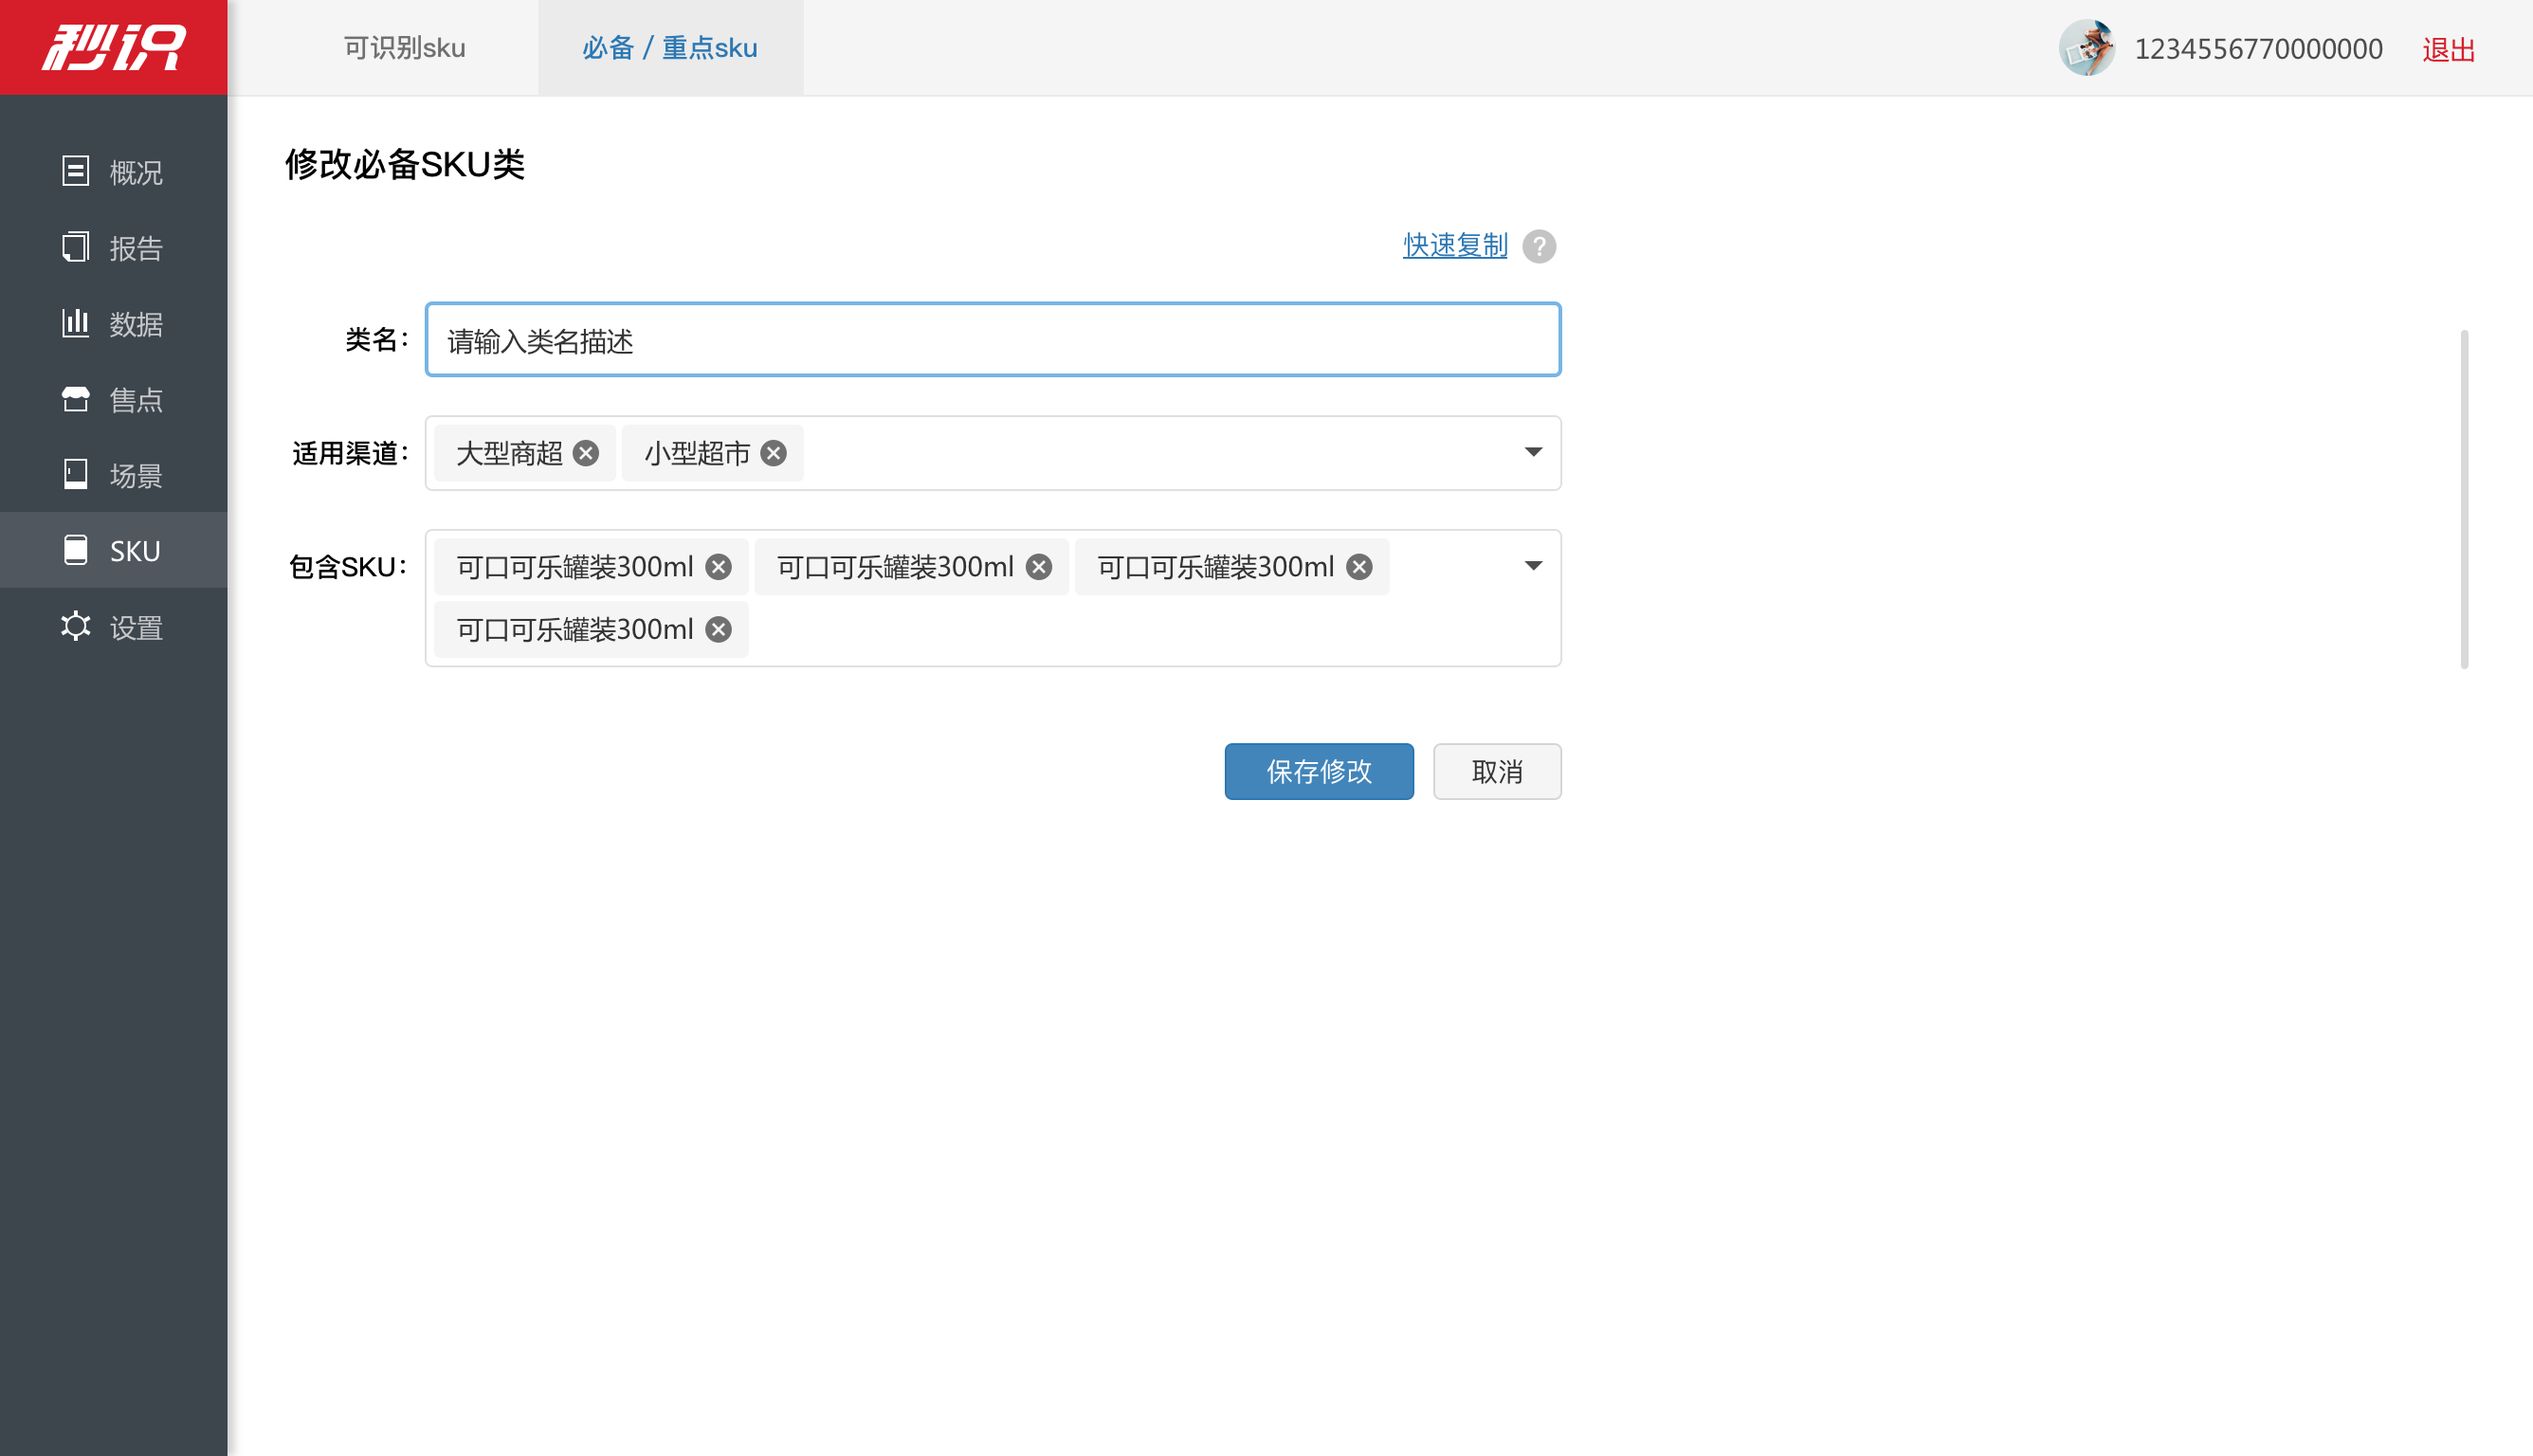 秒识
可识别sku
必备 / 重点sku
1234556770000000
退出
概况
报告
数据
售点
场景
SKU
设置
修改必备SKU类
快速复制 ?
类名：
请输入类名描述
适用渠道：
大型商超
小型超市
包含SKU：
可口可乐罐装300ml
可口可乐罐装300ml
可口可乐罐装300ml
可口可乐罐装300ml
保存修改
取消